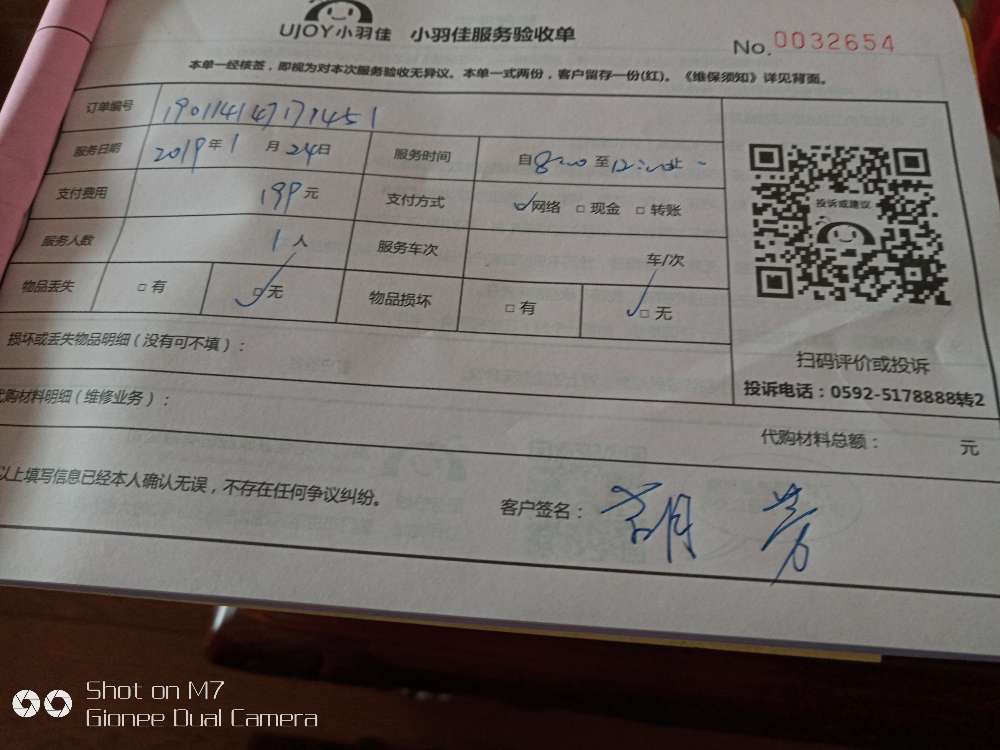 UJOY小羽佳 小羽佳服务验收单 No.0032654
本单一经核签，即视为对本次服务验收无异议。本单一式两份，客户留存一份(红)。《维保须知》详见背面。
订单编号 190114147171451
服务日期 2019年1月24日 服务时间 自8:00至12:00止
支付费用 199元 支付方式 网络 现金 转账
服务人数 1人 服务车次 车/次
物品丢失 有 无 物品损坏 有 无
投诉或建议
扫码评价或投诉
投诉电话：0592-5178888转2
损坏或丢失物品明细（没有可不填）：
代购材料明细（维修业务）：
代购材料总额： 元
以上填写信息已经本人确认无误，不存在任何争议纠纷。
客户签名：胡芳
Shot on M7
Gionee Dual Camera